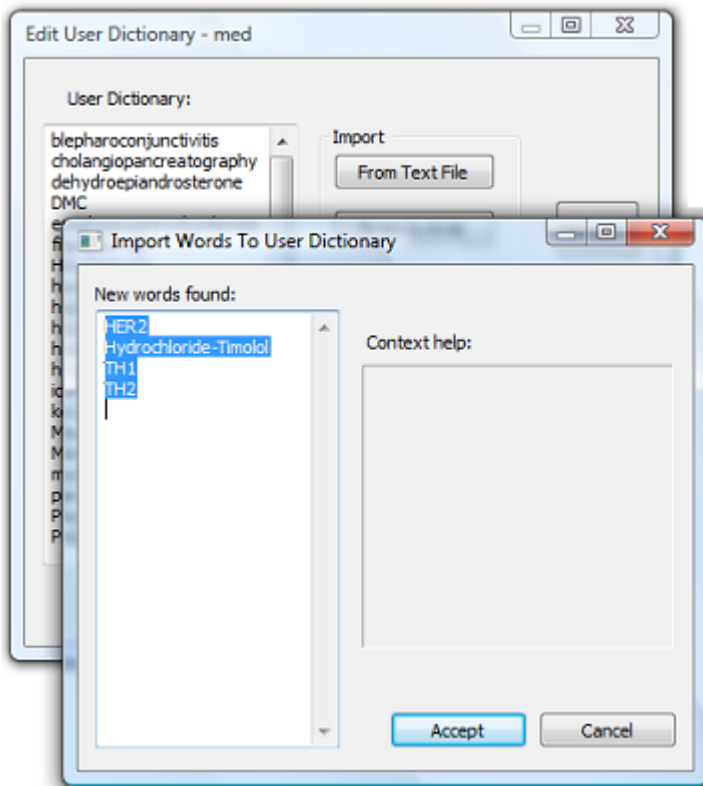 Edit User Dictionary - med
User Dictionary:
blepharoconjunctivitis
cholangiopancreatography
dehydroepiandrosterone
DMC
Import
From Text File
Import Words To User Dictionary
New words found:
HER2
Hydrochloride-Timolol
TH1
TH2
Context help:
Accept
Cancel